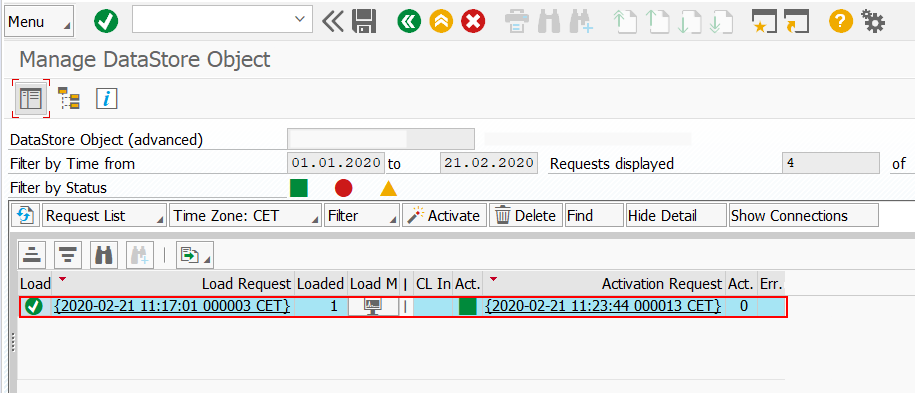 Menu
Manage DataStore Object
DataStore Object (advanced)
Filter by Time from 01.01.2020 to 21.02.2020 Requests displayed 4 of
Filter by Status
Request List Time Zone: CET Filter Activate Delete Find Hide Detail Show Connections
Load Load Request Loaded Load M CL In Act. Activation Request Act. Err.
{2020-02-21 11:17:01 000003 CET} 1 {2020-02-21 11:23:44 000013 CET} 0